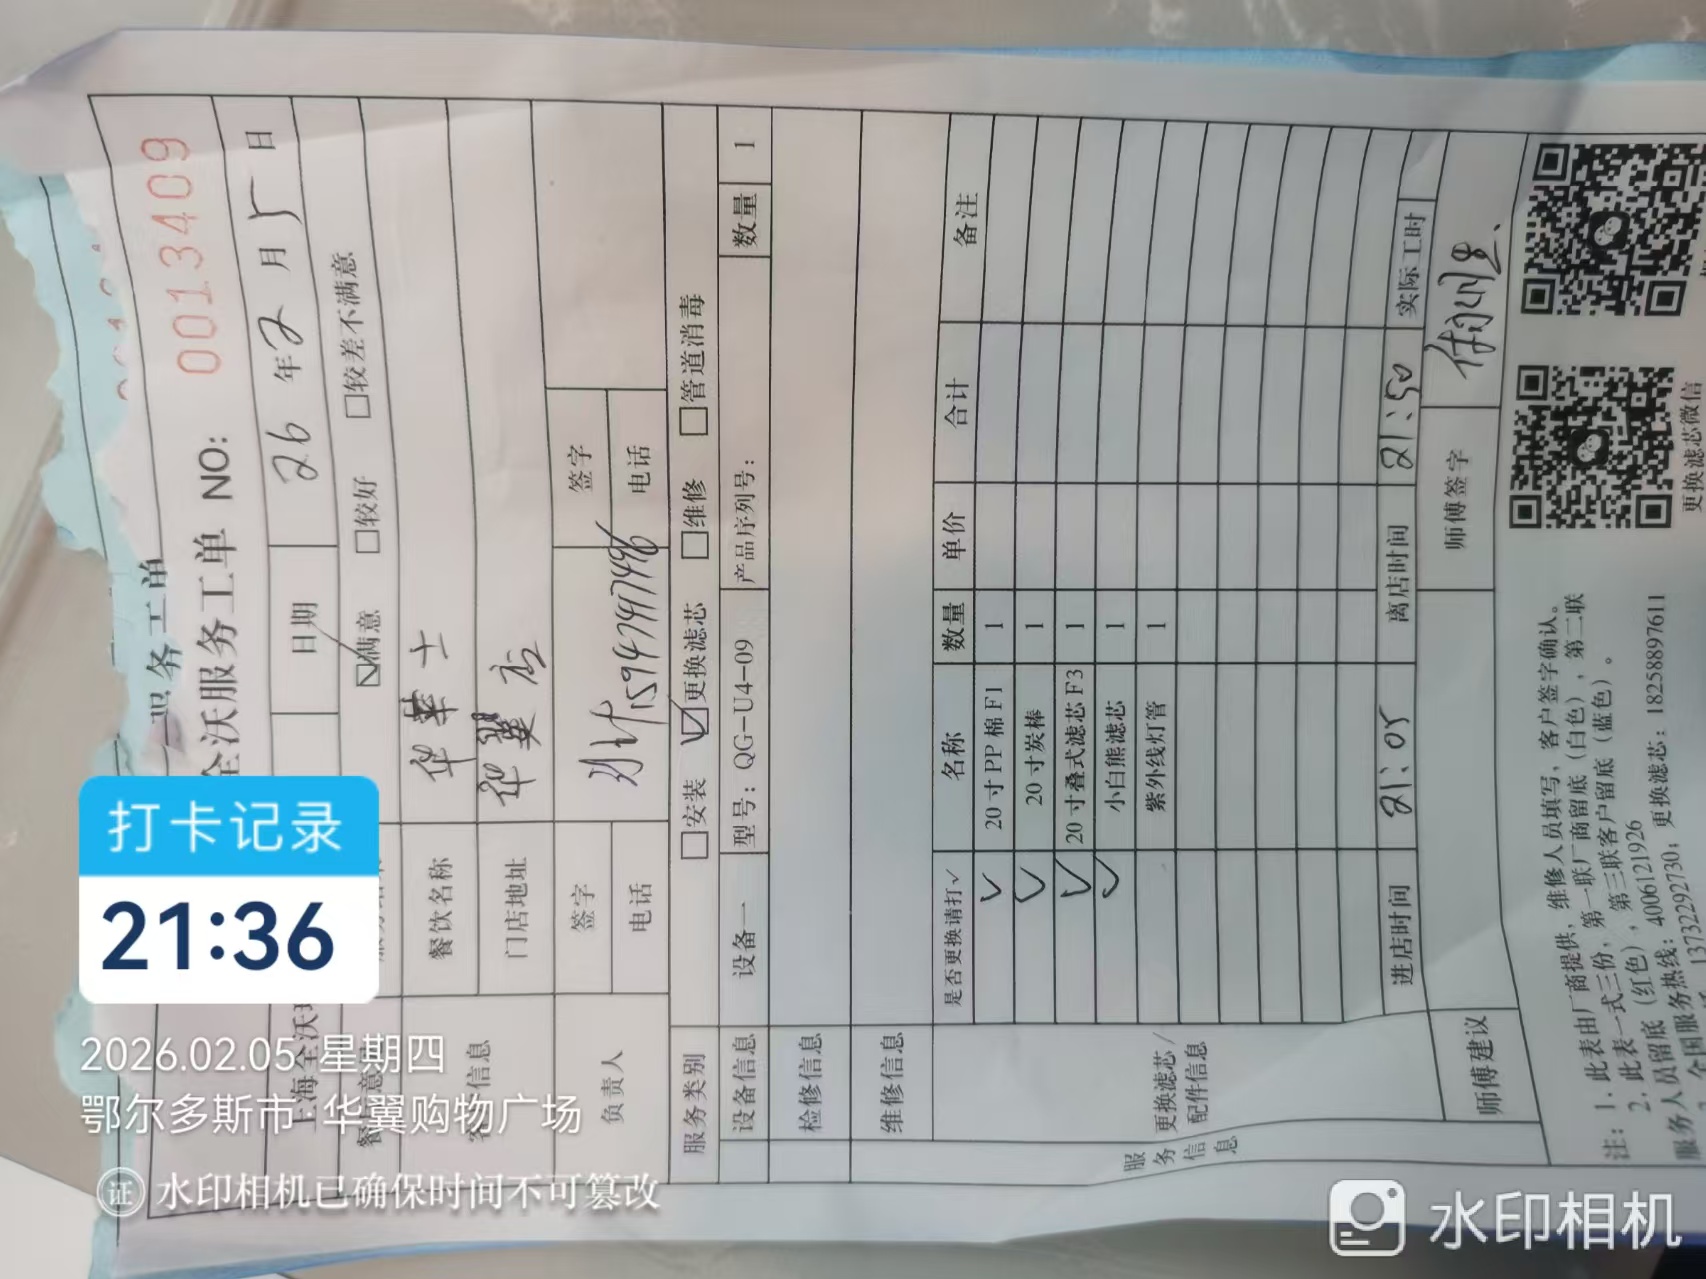 服务工单
全沃服务工单 NO: 0013409
上海全沃
日期 26年2月5日
满意 较好 较差不满意
餐饮名称 华莱士
门店地址 华翼店
负责人 签字 签字
电话 15947417496 电话
服务类别 安装 更换滤芯 维修 管道消毒
设备信息 设备一 型号：QG-U4-09 产品序列号： 数量 1
检修信息
维修信息
服务信息
更换滤芯/配件信息
是否更换请打✓ 名称 数量 单价 合计 备注
✓ 20寸PP棉F1 1
✓ 20寸炭棒 1
✓ 20寸叠式滤芯F3 1
✓ 小白熊滤芯 1
紫外线灯管 1
进店时间 21:05 离店时间 21:50 实际工时
师傅建议 师傅签字
注：1. 此表由厂商提供，维修人员填写，客户签字确认。
2. 此表一式三份，第一联厂商留底（白色），第二联
服务人员留底（红色），第三联客户留底（蓝色）。
全国服务热线：4006121926
13732292730；更换滤芯：18258897611
更换滤芯微信
打卡记录
21:36
2026.02.05 星期四
鄂尔多斯市·华翼购物广场
证 水印相机已确保时间不可篡改
水印相机